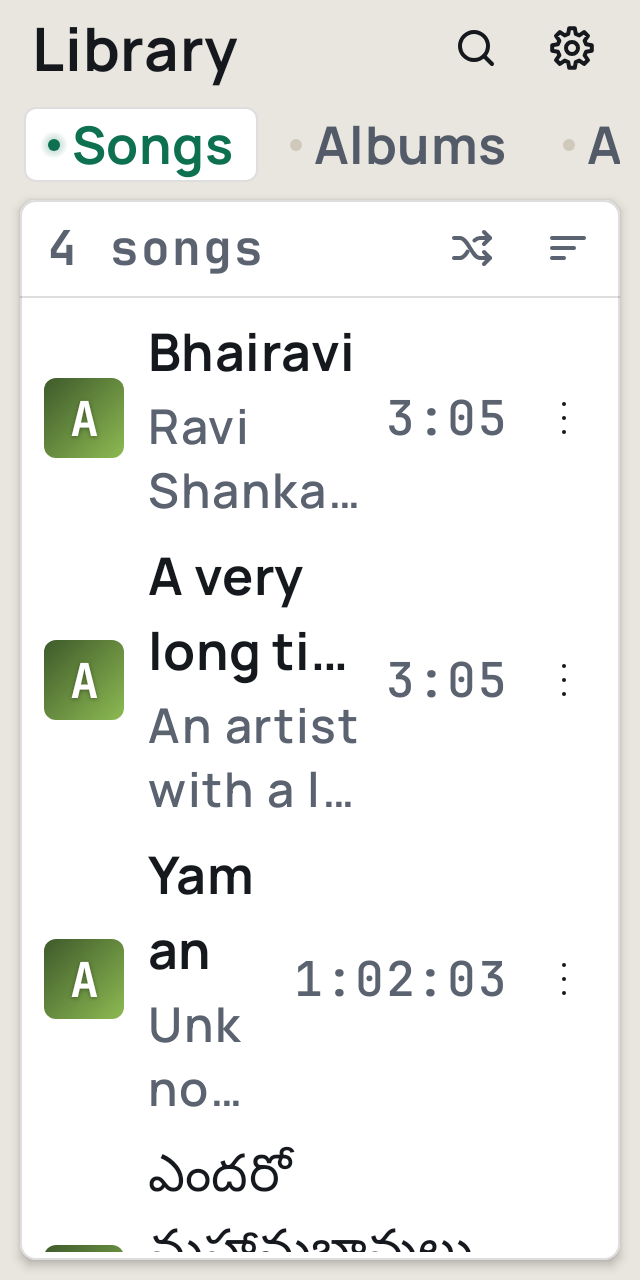 Library
Songs
Albums
A
4 songs
Bhairavi
A
Ravi
Shanka…
3:05
A very
long ti…
A
An artist
with a l…
3:05
Yam
an
A
Unk
no…
1:02:03
ఎందరో
మహానుభావులు